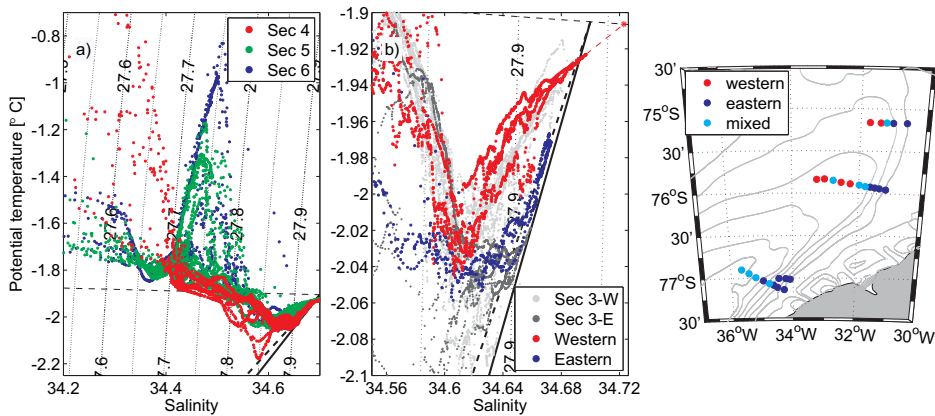 a)
Sec 4
Sec 5
Sec 6
27.6
27.7
27.6
27.7
27.8
27.9
27.6
27.7
27.8
-0.8
-1
-1.2
-1.4
-1.6
-1.8
-2
-2.2
Potential temperature [° C]
34.2
34.4
34.6
Salinity
b)
27.9
27.9
27.9
Sec 3-W
Sec 3-E
Western
Eastern
-1.9
-1.92
-1.94
-1.96
-1.98
-2
-2.02
-2.04
-2.06
-2.08
-2.1
34.56
34.6
34.64
34.68
34.72
Salinity
western
eastern
mixed
30'
75°S
30'
76°S
30'
77°S
30'
36°W
34°W
32°W
30°W